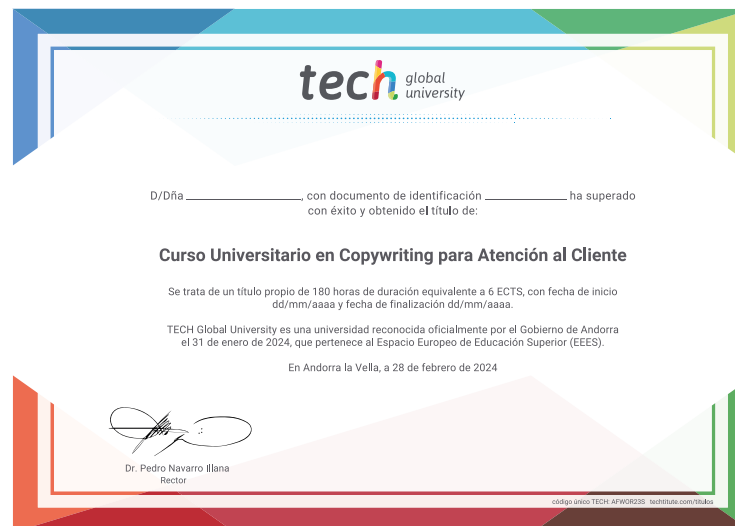 tech global university
D/Dña ____________________, con documento de identificación ______________ ha superado
con éxito y obtenido el título de:
Curso Universitario en Copywriting para Atención al Cliente
Se trata de un título propio de 180 horas de duración equivalente a 6 ECTS, con fecha de inicio
dd/mm/aaaa y fecha de finalización dd/mm/aaaa.
TECH Global University es una universidad reconocida oficialmente por el Gobierno de Andorra
el 31 de enero de 2024, que pertenece al Espacio Europeo de Educación Superior (EEES).
En Andorra la Vella, a 28 de febrero de 2024
Dr. Pedro Navarro Illana
Rector
código único TECH: AFWOR23S techtitute.com/titulos